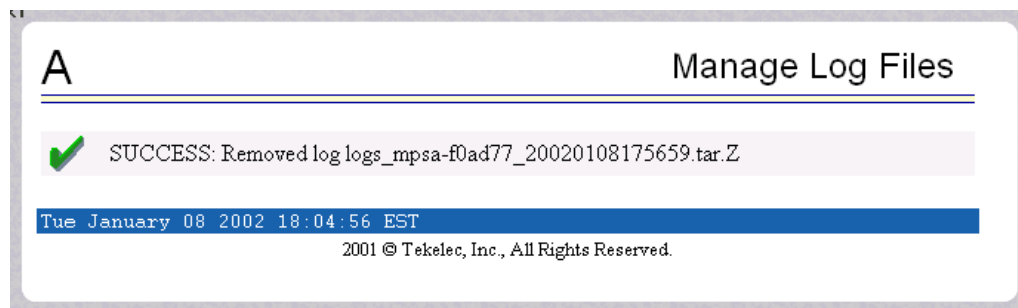 A
Manage Log Files
SUCCESS: Removed log logs_mpsa-f0ad77_20020108175659.tar.Z
Tue January 08 2002 18:04:56 EST
2001 © Tekelec, Inc., All Rights Reserved.